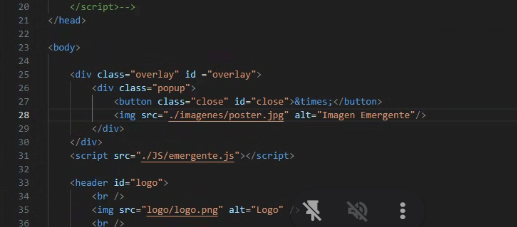 20 </script>-->
21 </head>
22
23 <body>
24
25 <div class="overlay" id ="overlay">
26 <div class="popup">
27 <button class="close" id="close">&times;</button>
28 <img src="./imagenes/poster.jpg" alt="Imagen Emergente"/>
29 </div>
30 </div>
31 <script src="./JS/emergente.js"></script>
32
33 <header id="logo">
34 <br />
35 <img src="logo/logo.png" alt="Logo" />
36 <br />